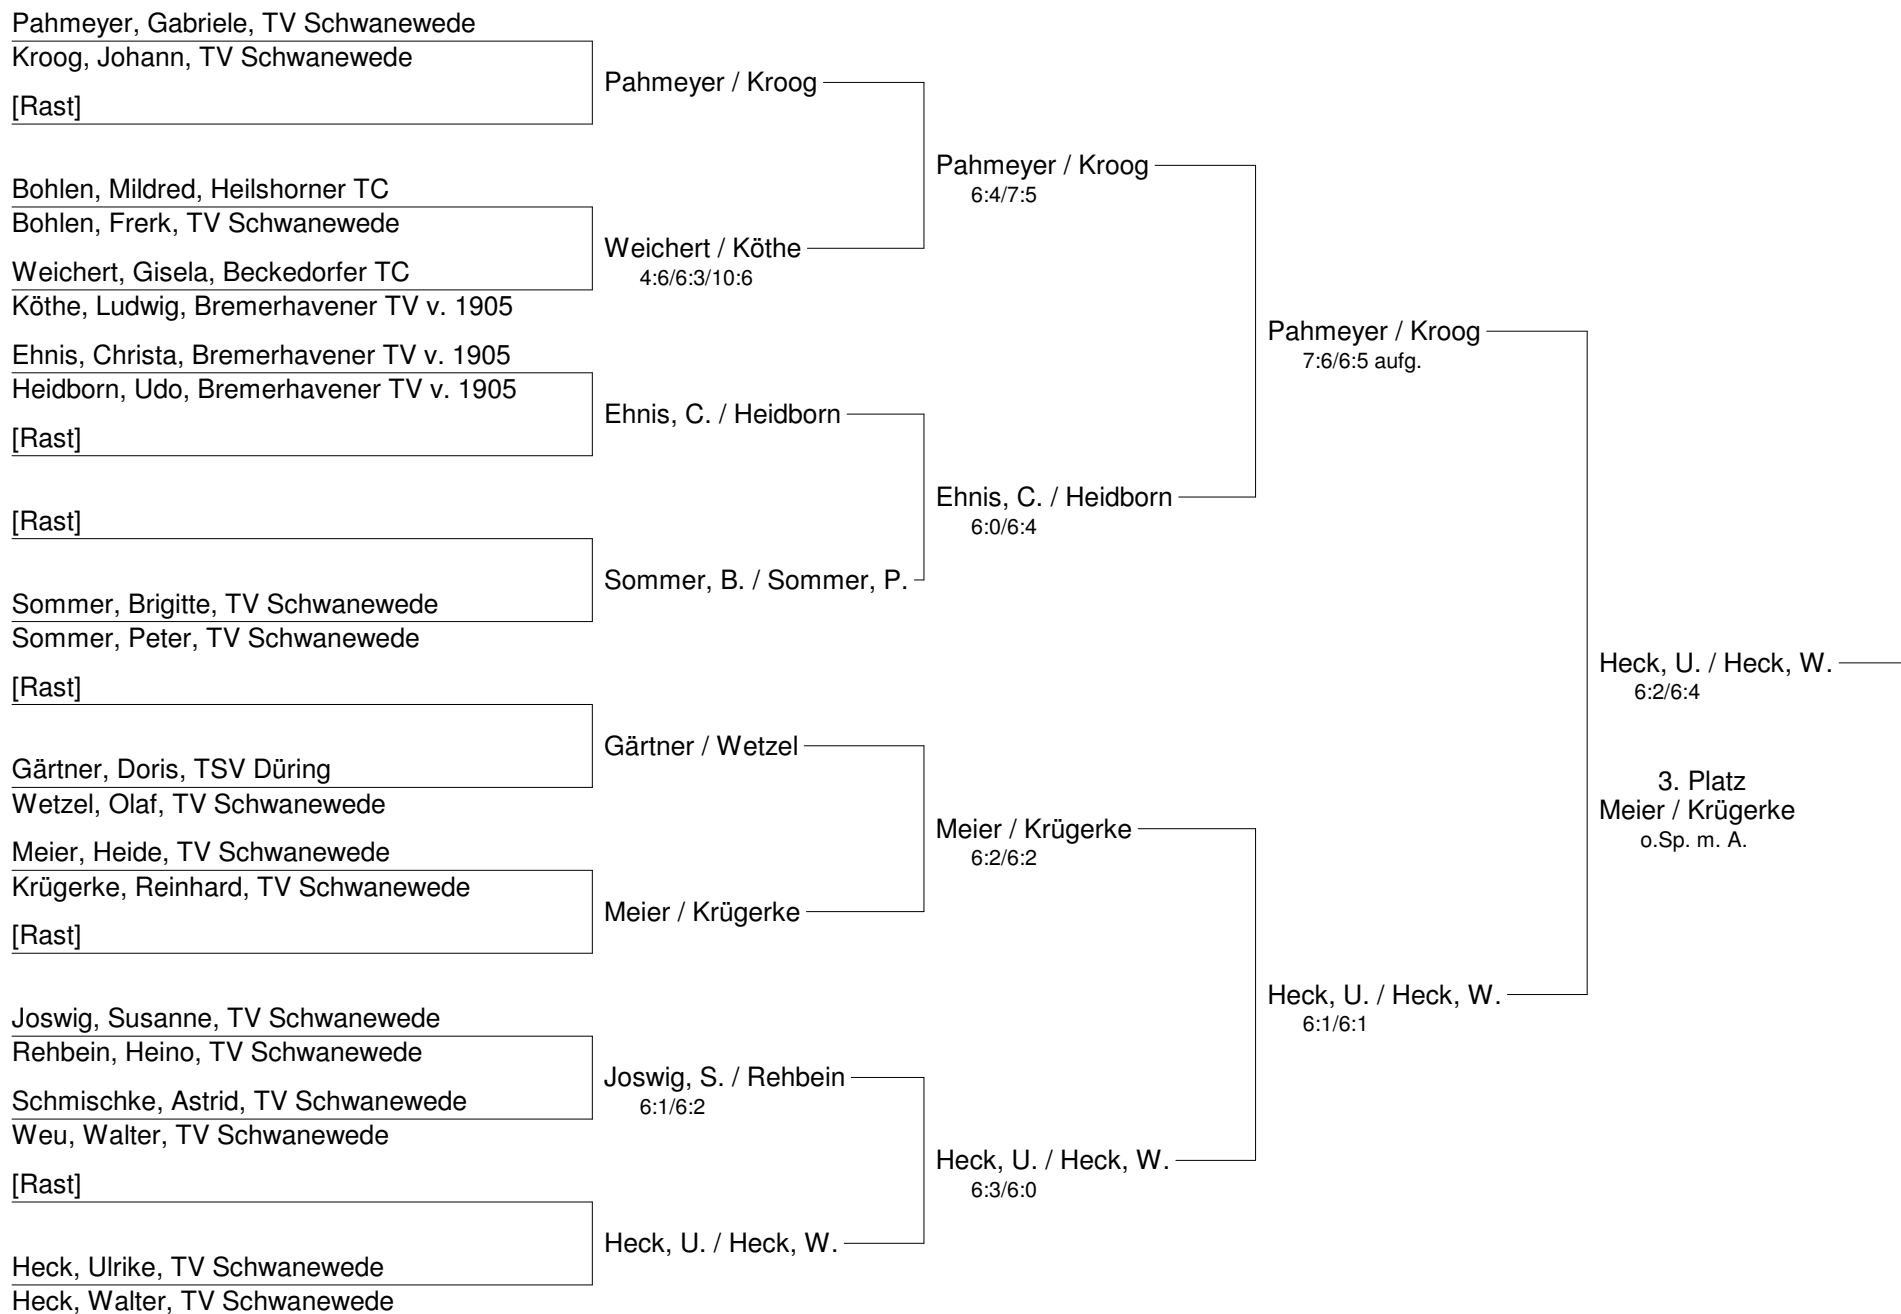 Pahmeyer, Gabriele, TV Schwanewede
Kroog, Johann, TV Schwanewede
[Rast]
Bohlen, Mildred, Heilshorner TC
Bohlen, Frerk, TV Schwanewede
Weichert, Gisela, Beckedorfer TC
Köthe, Ludwig, Bremerhavener TV v. 1905
Ehnis, Christa, Bremerhavener TV v. 1905
Heidborn, Udo, Bremerhavener TV v. 1905
[Rast]
[Rast]
Sommer, Brigitte, TV Schwanewede
Sommer, Peter, TV Schwanewede
[Rast]
Gärtner, Doris, TSV Düring
Wetzel, Olaf, TV Schwanewede
Meier, Heide, TV Schwanewede
Krügerke, Reinhard, TV Schwanewede
[Rast]
Joswig, Susanne, TV Schwanewede
Rehbein, Heino, TV Schwanewede
Schmischke, Astrid, TV Schwanewede
Weu, Walter, TV Schwanewede
[Rast]
Heck, Ulrike, TV Schwanewede
Heck, Walter, TV Schwanewede
Pahmeyer / Kroog
Weichert / Köthe
4:6/6:3/10:6
Ehnis, C. / Heidborn
Sommer, B. / Sommer, P.
Gärtner / Wetzel
Meier / Krügerke
Joswig, S. / Rehbein
6:1/6:2
Heck, U. / Heck, W.
Pahmeyer / Kroog
6:4/7:5
Ehnis, C. / Heidborn
6:0/6:4
Meier / Krügerke
6:2/6:2
Heck, U. / Heck, W.
6:3/6:0
Pahmeyer / Kroog
7:6/6:5 aufg.
Heck, U. / Heck, W.
6:1/6:1
Heck, U. / Heck, W.
6:2/6:4
3. Platz
Meier / Krügerke
o.Sp. m. A.